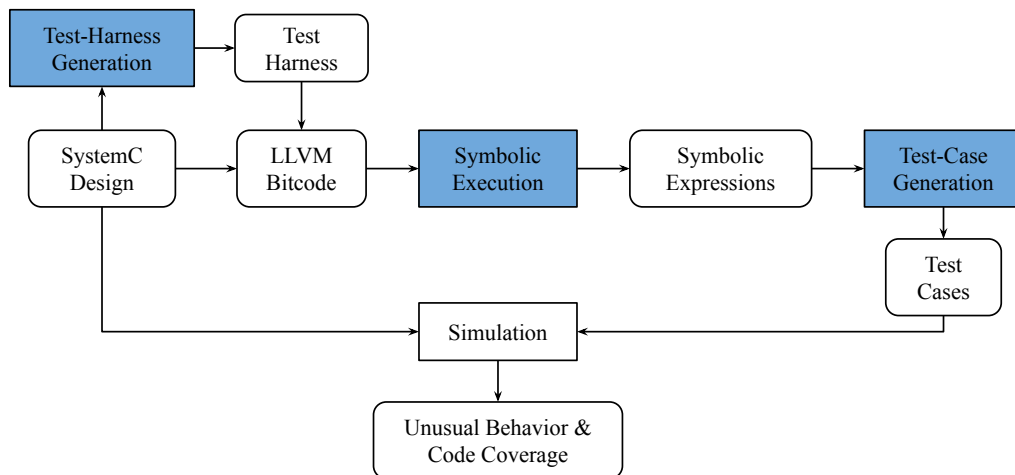 Test-Harness
Generation
Test
Harness
SystemC
Design
LLVM
Bitcode
Symbolic
Execution
Symbolic
Expressions
Test-Case
Generation
Test
Cases
Simulation
Unusual Behavior &
Code Coverage